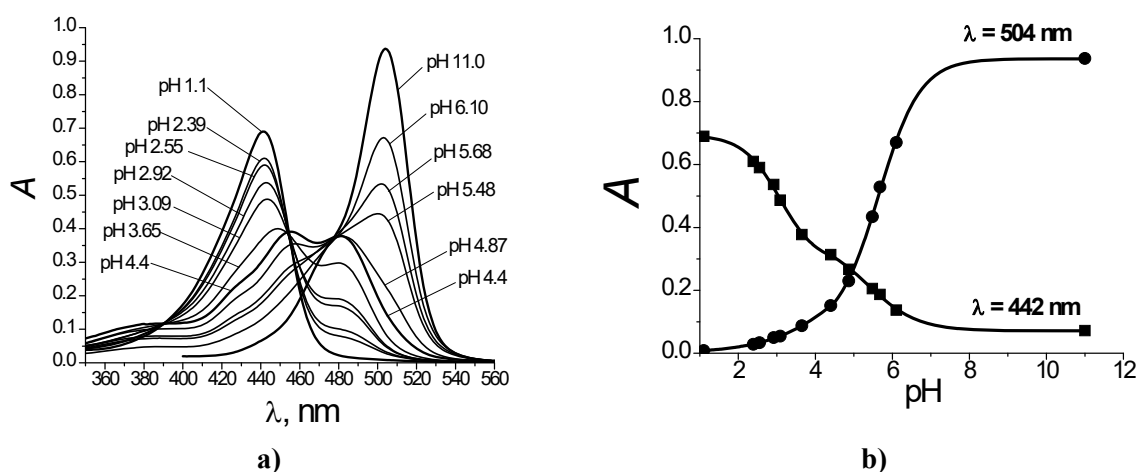 1.0
0.9
0.8
0.7
0.6
0.5
0.4
0.3
0.2
0.1
0.0
A
pH 1.1
pH 2.39
pH 2.55
pH 2.92
pH 3.09
pH 3.65
pH 4.4
pH 11.0
pH 6.10
pH 5.68
pH 5.48
pH 4.87
pH 4.4
360 380 400 420 440 460 480 500 520 540 560
λ, nm
a)
λ = 504 nm
1.0
0.8
0.6
0.4
0.2
0.0
A
λ = 442 nm
2 4 6 8 10 12
pH
b)